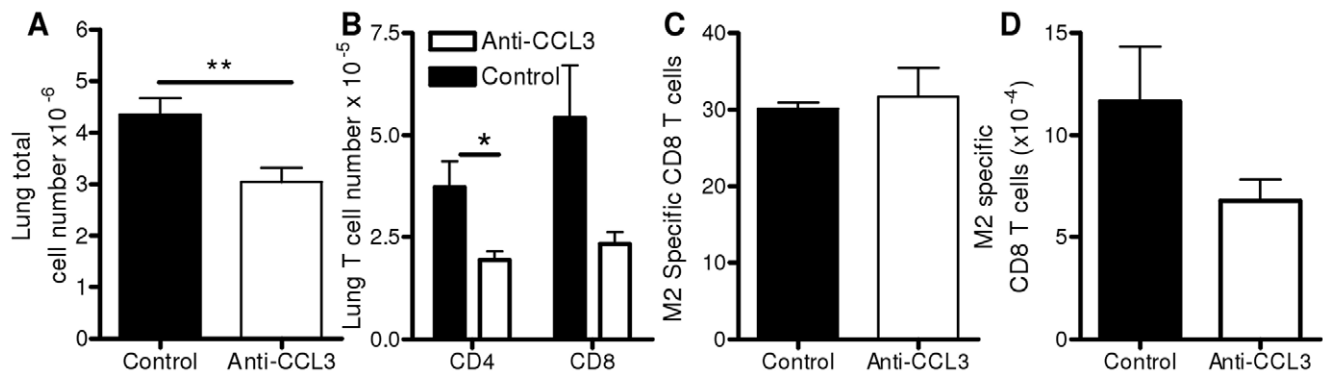 A
Lung total
cell number x10-6
6
5
4
3
2
1
0
**
Control
Anti-CCL3
B
Lung T cell number x 10-5
7.5
5.0
2.5
0.0
Anti-CCL3
Control
*
CD4
CD8
C
M2 Specific CD8 T cells
40
30
20
10
0
Control
Anti-CCL3
D
M2 specific
CD8 T cells (x10-4)
15
10
5
0
Control
Anti-CCL3